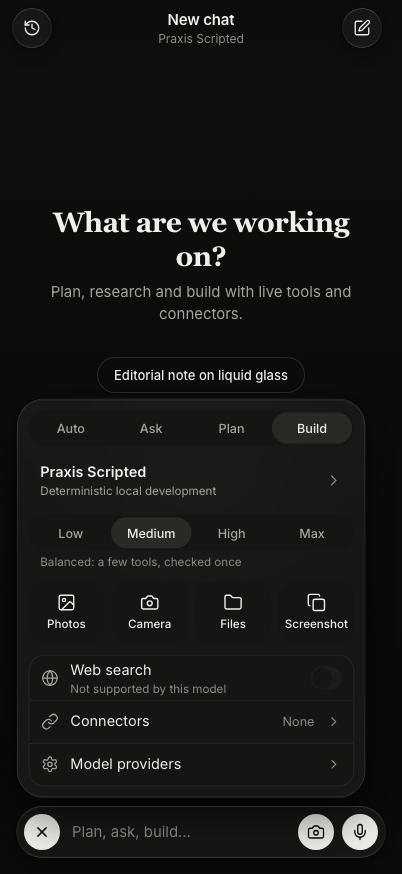 New chat
Praxis Scripted
What are we working
on?
Plan, research and build with live tools and
connectors.
Editorial note on liquid glass
Auto Ask Plan Build
Praxis Scripted
Deterministic local development
Low Medium High Max
Balanced: a few tools, checked once
Photos Camera Files Screenshot
Web search
Not supported by this model
Connectors None
Model providers
Plan, ask, build...